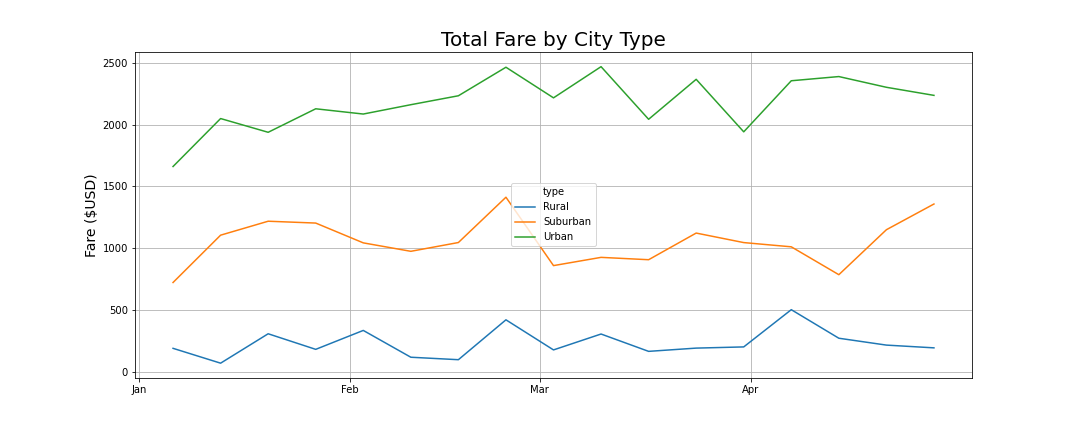 Total Fare by City Type
Fare ($USD)
2500
2000
1500
1000
500
0
type
Rural
Suburban
Urban
Jan Feb Mar Apr